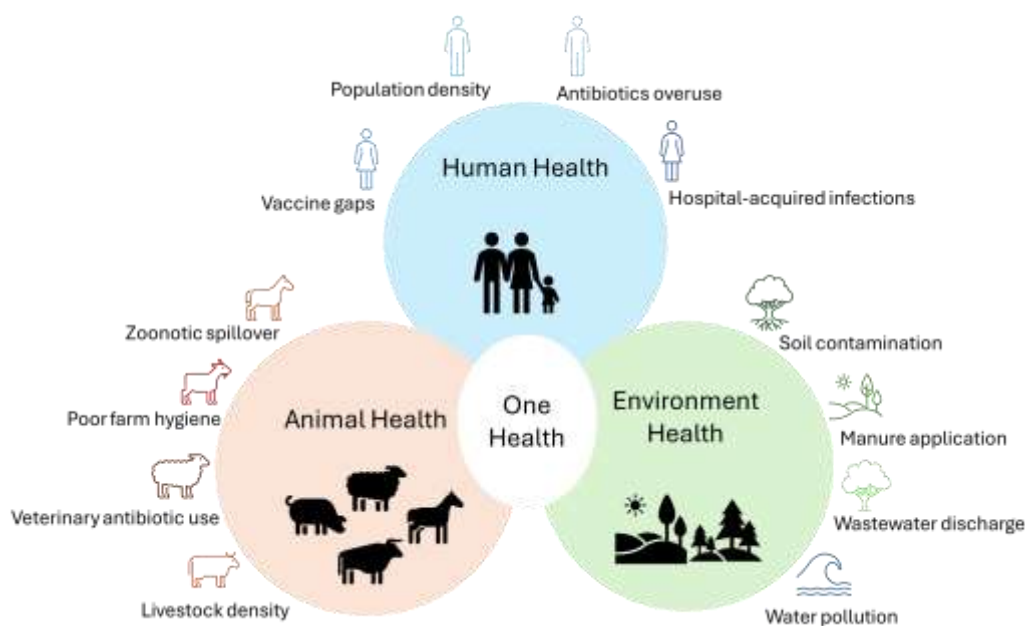 Population density
Antibiotics overuse
Human Health
Vaccine gaps
Hospital-acquired infections
Zoonotic spillover
Soil contamination
Poor farm hygiene
Animal Health
One
Health
Environment
Health
Manure application
Veterinary antibiotic use
Wastewater discharge
Livestock density
Water pollution